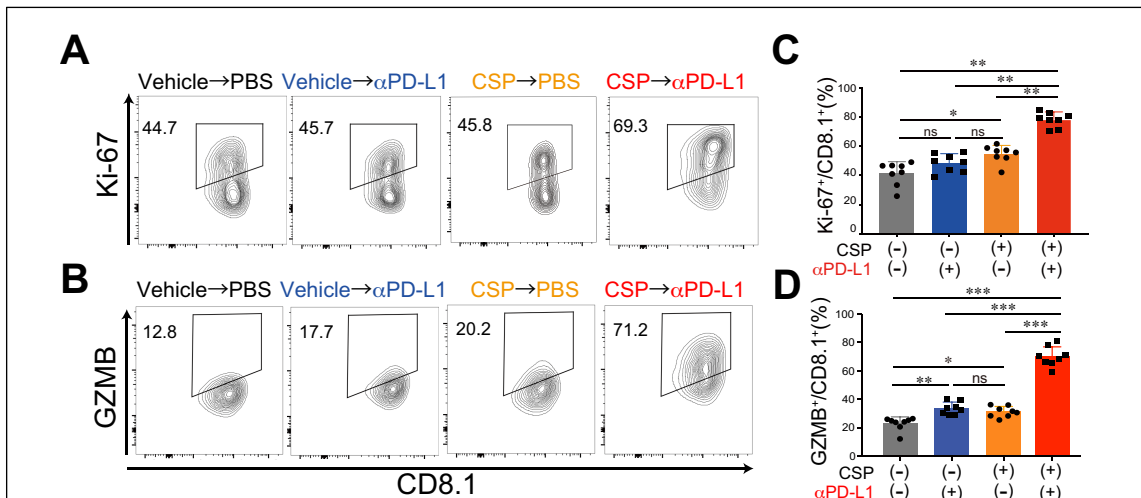 A
Vehicle→PBS Vehicle→αPD-L1 CSP→PBS CSP→αPD-L1
44.7 45.7 45.8 69.3
Ki-67
B
Vehicle→PBS Vehicle→αPD-L1 CSP→PBS CSP→αPD-L1
12.8 17.7 20.2 71.2
GZMB
CD8.1
C
**
**
**
*
ns ns
Ki-67⁺/CD8.1⁺(%)
100
80
60
40
20
0
CSP (-) (-) (+) (+)
αPD-L1 (-) (+) (-) (+)
D
***
***
***
*
** ns
GZMB⁺/CD8.1⁺(%)
100
80
60
40
20
0
CSP (-) (-) (+) (+)
αPD-L1 (-) (+) (-) (+)